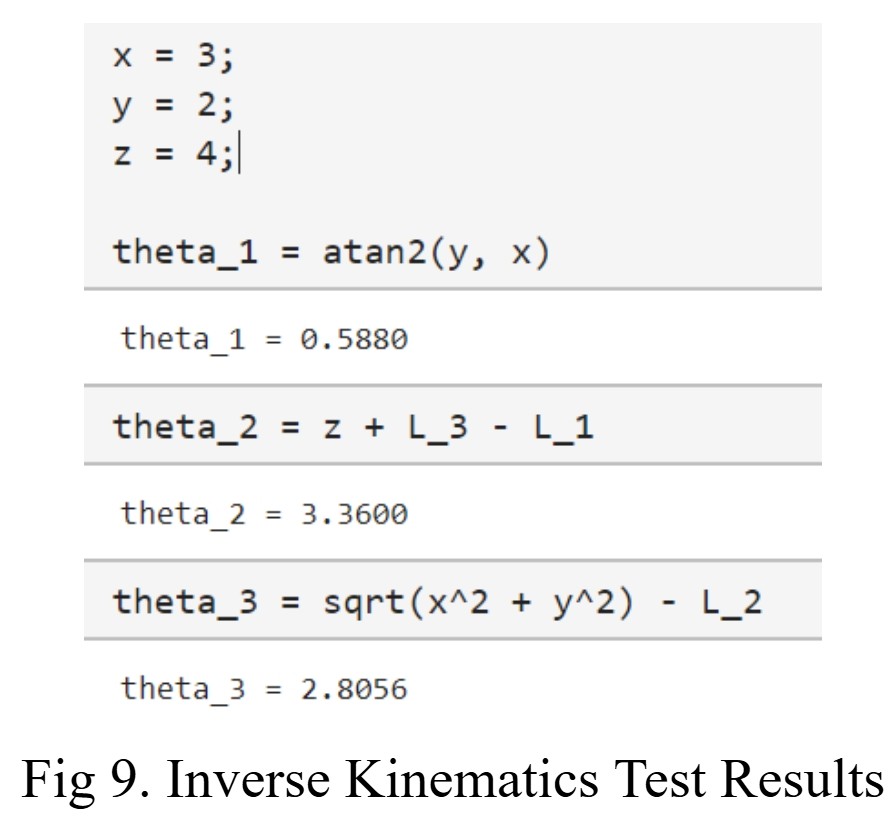 x = 3;
y = 2;
z = 4;
theta_1 = atan2(y, x)
theta_1 = 0.5880
theta_2 = z + L_3 - L_1
theta_2 = 3.3600
theta_3 = sqrt(x^2 + y^2) - L_2
theta_3 = 2.8056
Fig 9. Inverse Kinematics Test Results